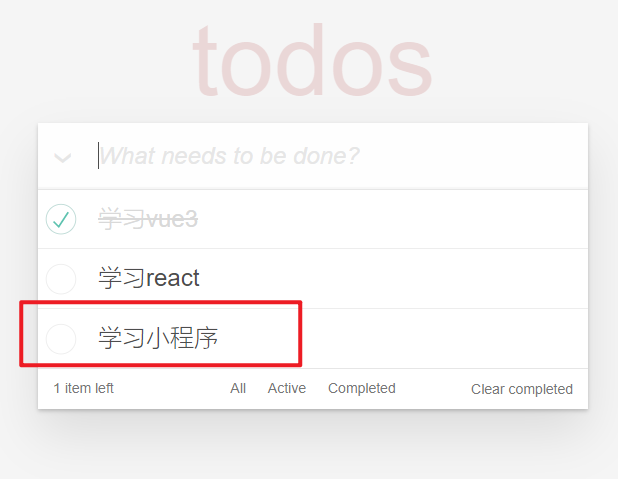 todos
What needs to be done?
学习vue3
学习react
学习小程序
1 item left All Active Completed Clear completed